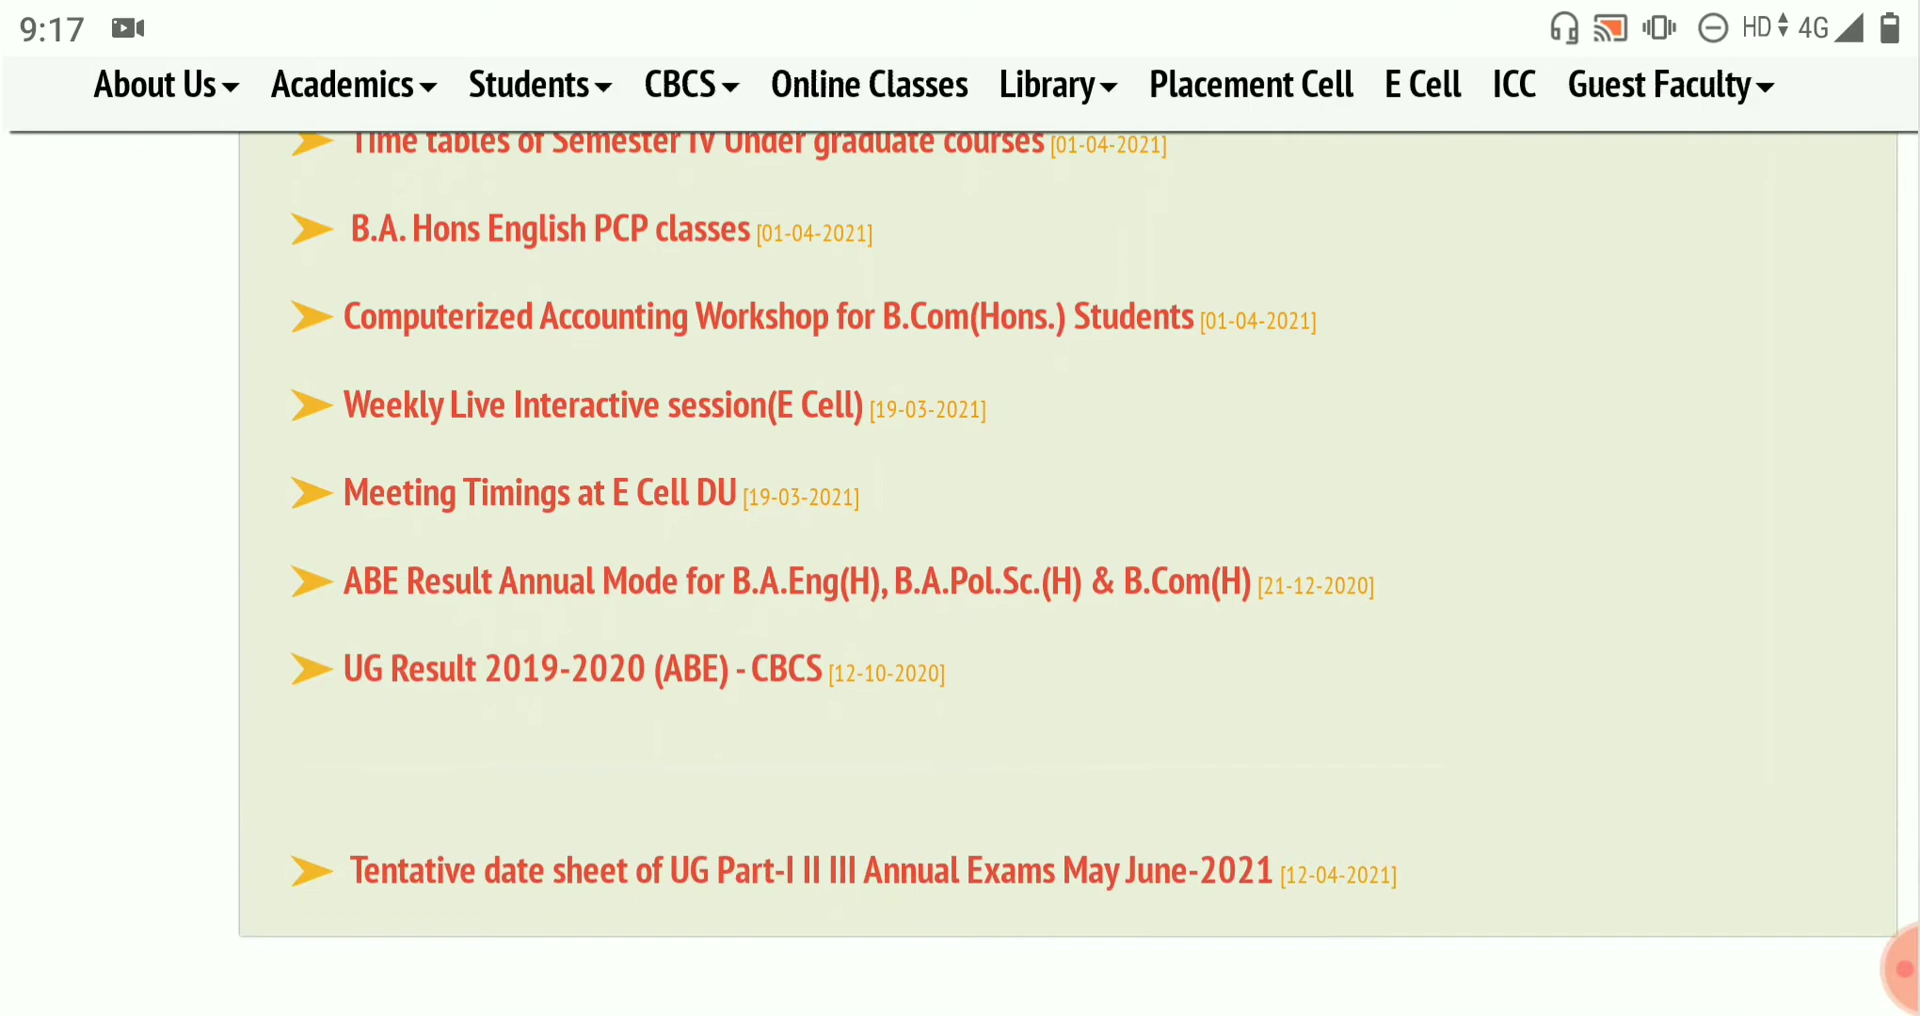 9:17 HD 4G
About Us Academics Students CBCS Online Classes Library Placement Cell E Cell ICC Guest Faculty
Time tables of Semester IV Under graduate courses [01-04-2021]
B.A. Hons English PCP classes [01-04-2021]
Computerized Accounting Workshop for B.Com(Hons.) Students [01-04-2021]
Weekly Live Interactive session(E Cell) [19-03-2021]
Meeting Timings at E Cell DU [19-03-2021]
ABE Result Annual Mode for B.A.Eng(H), B.A.Pol.Sc.(H) & B.Com(H) [21-12-2020]
UG Result 2019-2020 (ABE) - CBCS [12-10-2020]
Tentative date sheet of UG Part-I II III Annual Exams May June-2021 [12-04-2021]